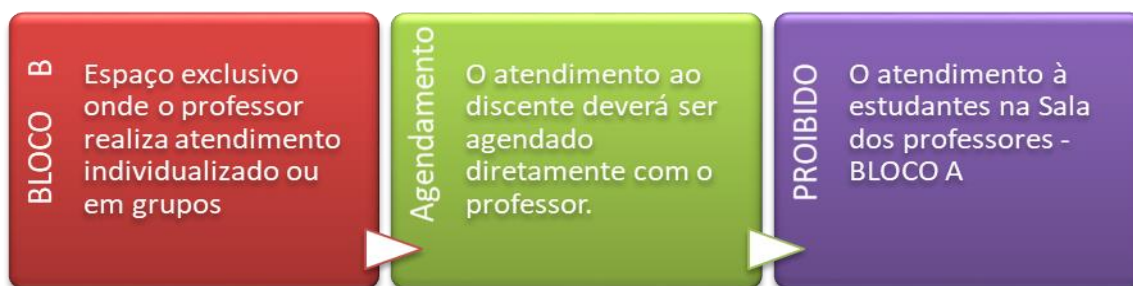 BLOCO B
Espaço exclusivo
onde o professor
realiza atendimento
individualizado ou
em grupos
Agendamento
O atendimento ao
discente deverá ser
agendado
diretamente com o
professor.
PROIBIDO
O atendimento à
estudantes na Sala
dos professores -
BLOCO A